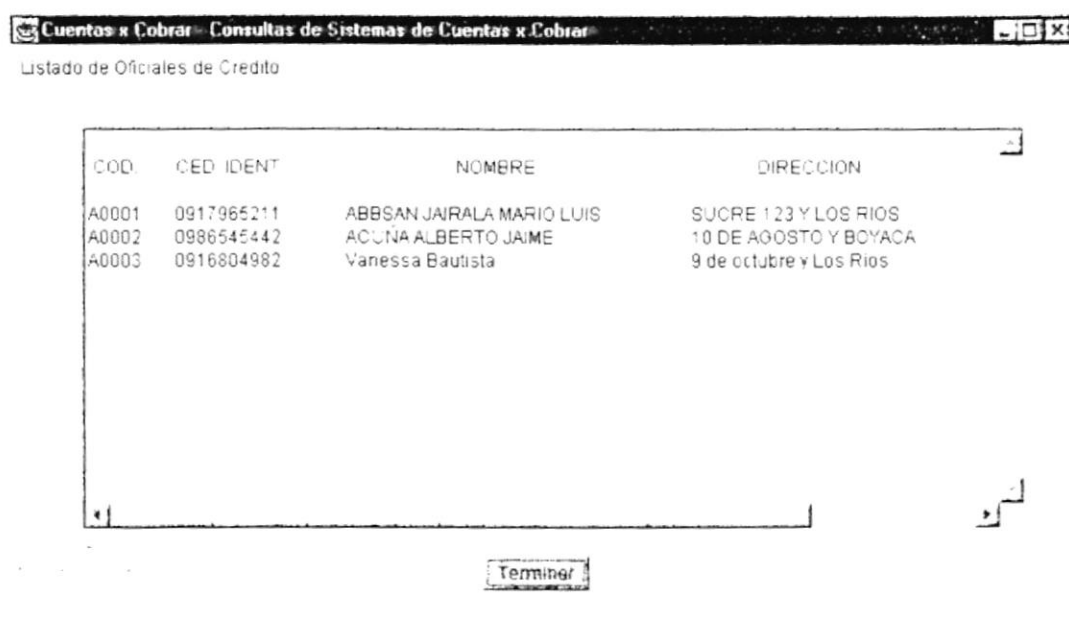 Cuentas x Cobrar - Consultas de Sistemas de Cuentas x Cobrar
Listado de Oficiales de Credito
COD. CED. IDENT NOMBRE DIRECCION
A0001 0917965211 ABBSAN JAIRALA MARIO LUIS SUCRE 123 Y LOS RIOS
A0002 0986545442 ACUÑA ALBERTO JAIME 10 DE AGOSTO Y BOYACA
A0003 0916804982 Vanessa Bautista 9 de octubre y Los Rios
Terminar